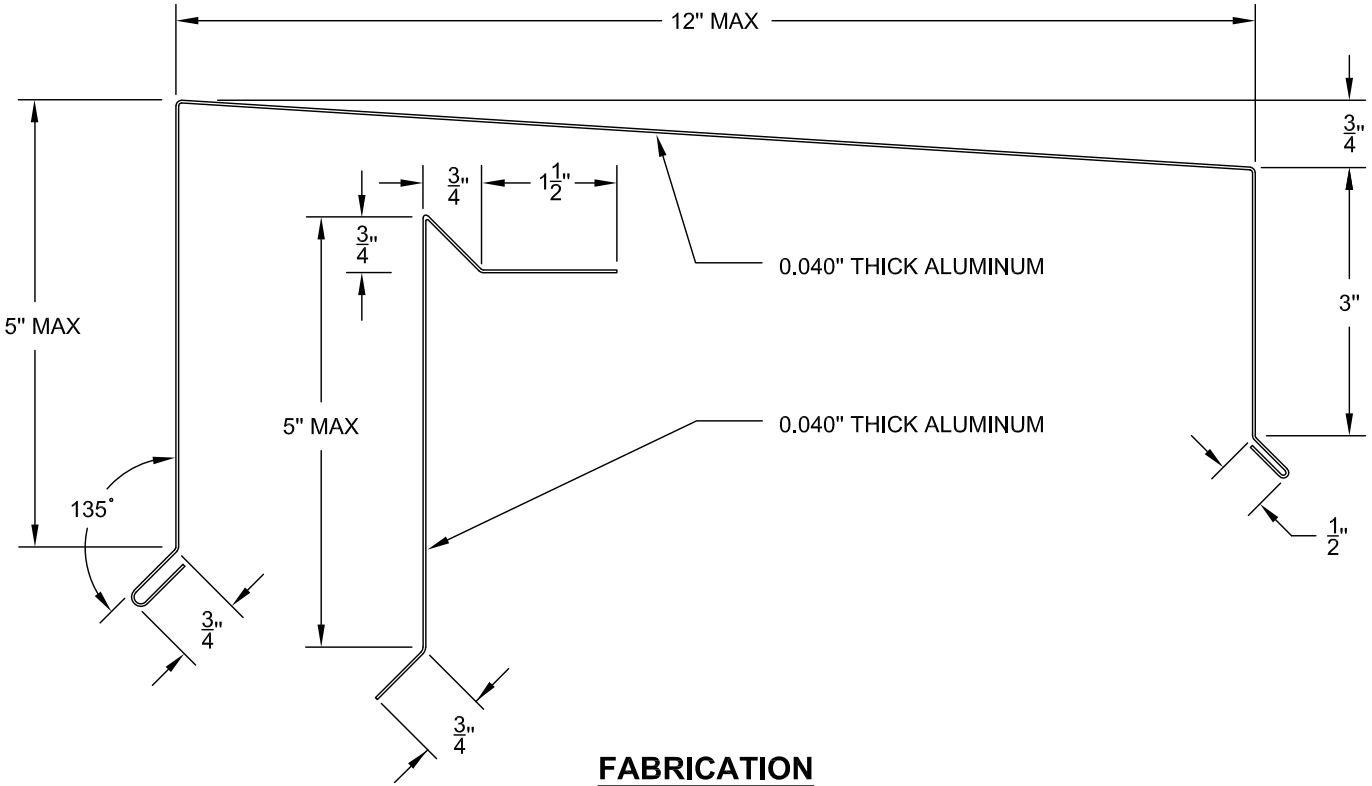 12" MAX
3/4"
3/4"
1 1/2"
3/4"
0.040" THICK ALUMINUM
3"
5" MAX
5" MAX
0.040" THICK ALUMINUM
135°
1/2"
3/4"
3/4"
FABRICATION